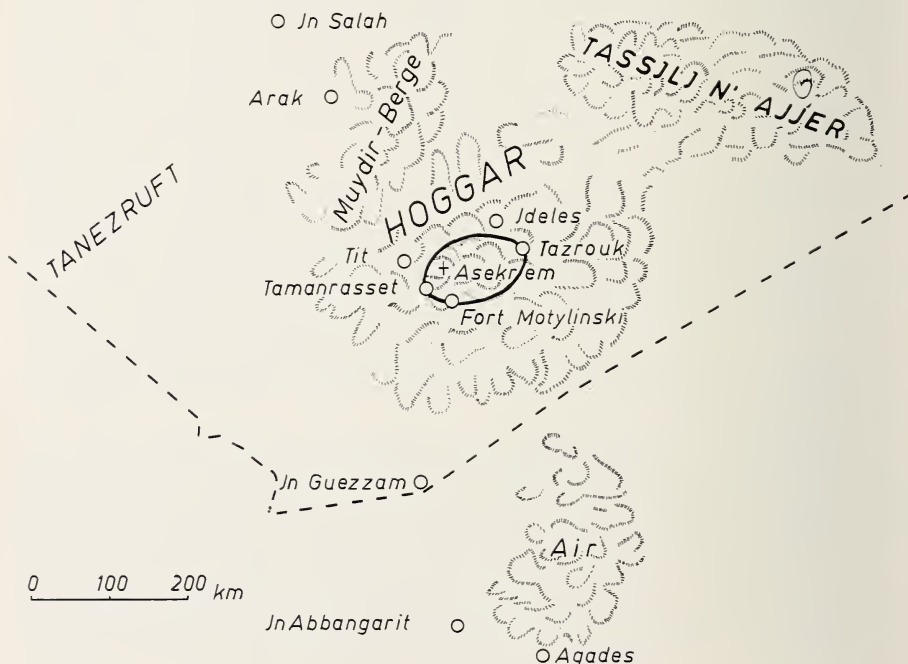 Jn Salah
TASSJLJ N' AJJER
Arak
Muydir-Berge
TANEZRUFT
HOGGAR
Jdeles
Tit
Tazrouk
Asekrem
Tamanrasset
Fort Motylinski
Jn Guezzam
Air
0 100 200 km
Jn Abbangarit
Agades